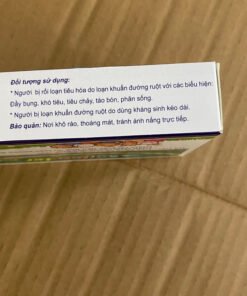 Đối tượng sử dụng:
* Người bị rối loạn tiêu hóa do loạn khuẩn đường ruột với các biểu hiện:
Đầy bụng, khó tiêu, tiêu chảy, táo bón, phân sống.
* Người bị loạn khuẩn đường ruột do dùng kháng sinh kéo dài.
Bảo quản: Nơi khô ráo, thoáng mát, tránh ánh nắng trực tiếp.